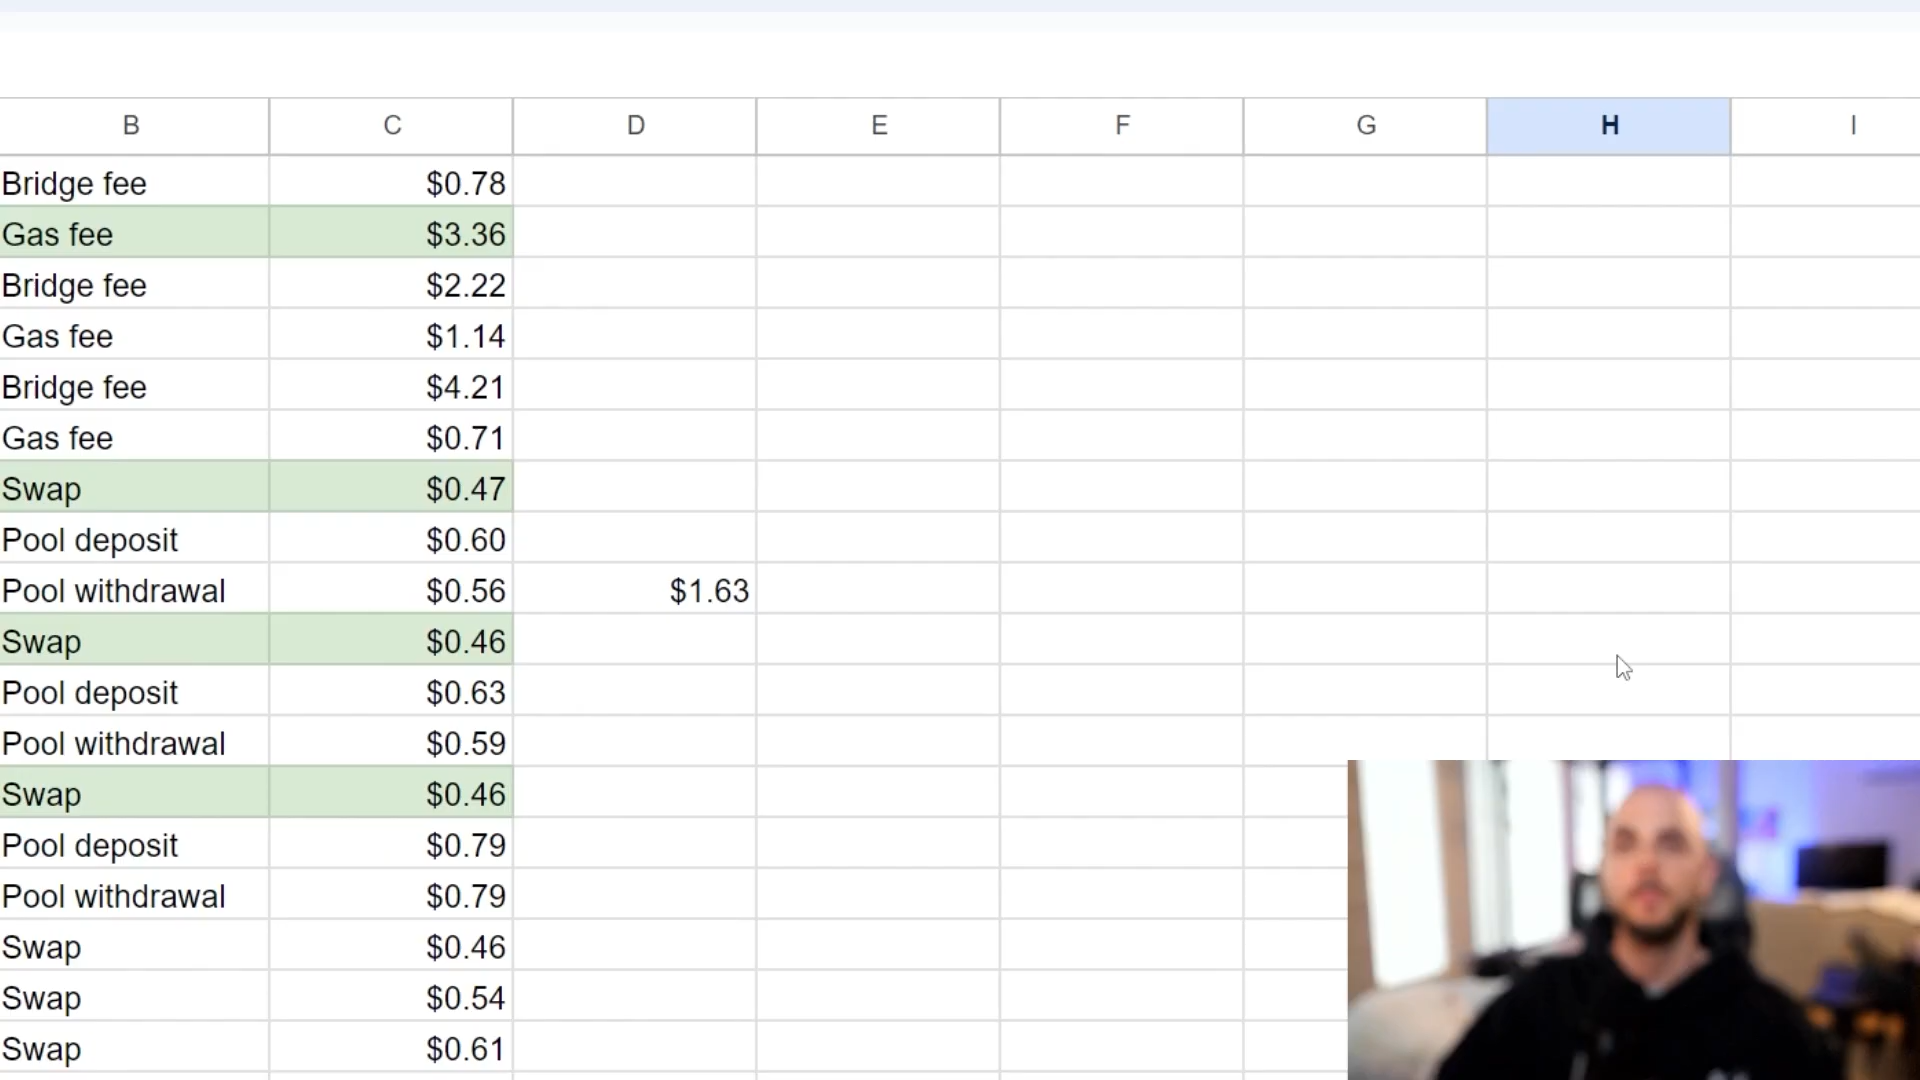 B C D E F G H I
Bridge fee $0.78
Gas fee $3.36
Bridge fee $2.22
Gas fee $1.14
Bridge fee $4.21
Gas fee $0.71
Swap $0.47
Pool deposit $0.60
Pool withdrawal $0.56 $1.63
Swap $0.46
Pool deposit $0.63
Pool withdrawal $0.59
Swap $0.46
Pool deposit $0.79
Pool withdrawal $0.79
Swap $0.46
Swap $0.54
Swap $0.61